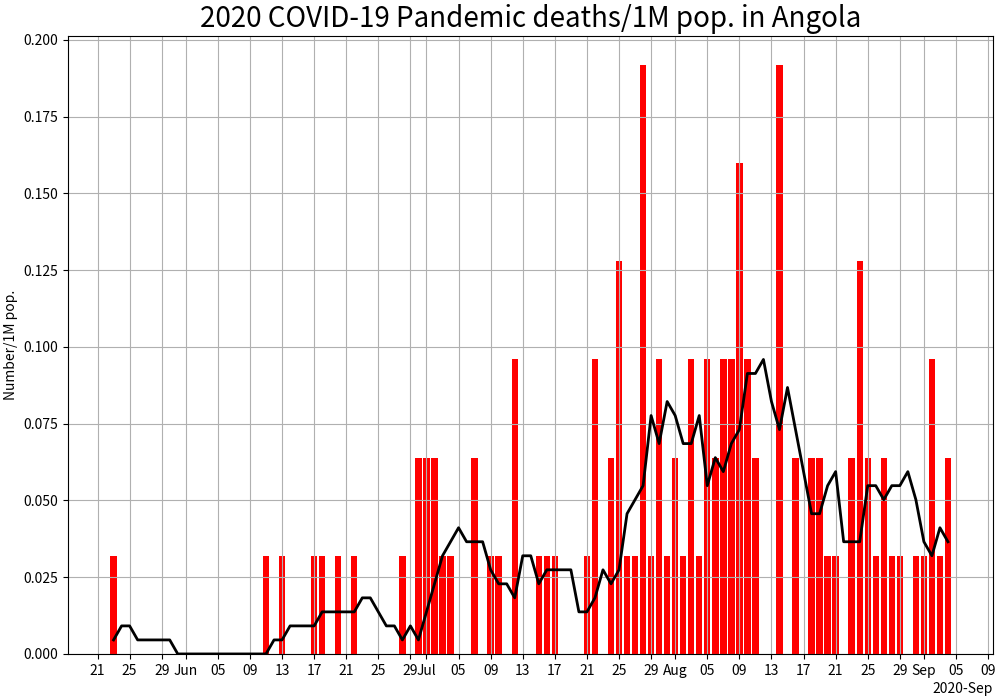 2020 COVID-19 Pandemic deaths/1M pop. in Angola
Number/1M pop.
0.200
0.175
0.150
0.125
0.100
0.075
0.050
0.025
0.000
21 25 29 Jun 05 09 13 17 21 25 29 Jul 05 09 13 17 21 25 29 Aug 05 09 13 17 21 25 29 Sep 05 09
2020-Sep